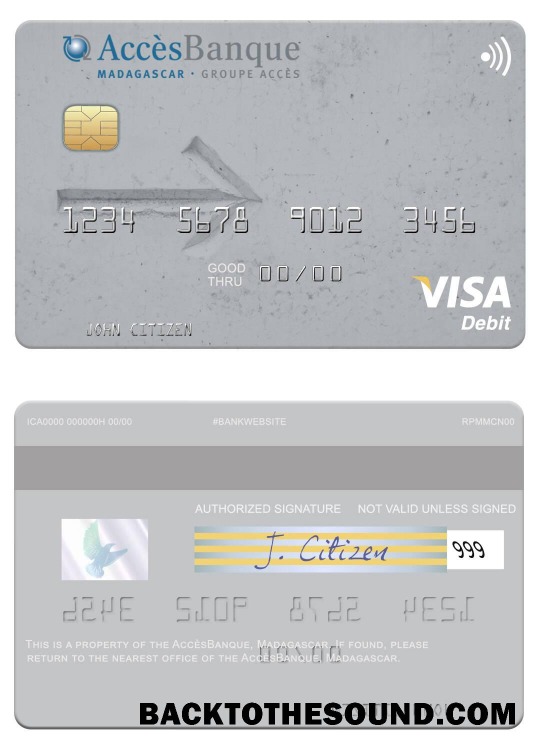 AccèsBanque
MADAGASCAR · GROUPE ACCÈS
1234 5678 9012 3456
GOOD THRU 00/00
VISA
Debit
JOHN CITIZEN
ICA0000 000000H 00/00 #BANKWEBSITE RPMMCN00
AUTHORIZED SIGNATURE NOT VALID UNLESS SIGNED
J. Citizen 999
THIS IS A PROPERTY OF THE ACCÈSBANQUE, MADAGASCAR. IF FOUND, PLEASE
RETURN TO THE NEAREST OFFICE OF THE ACCÈSBANQUE, MADAGASCAR.
BACKTOTHESOUND.COM